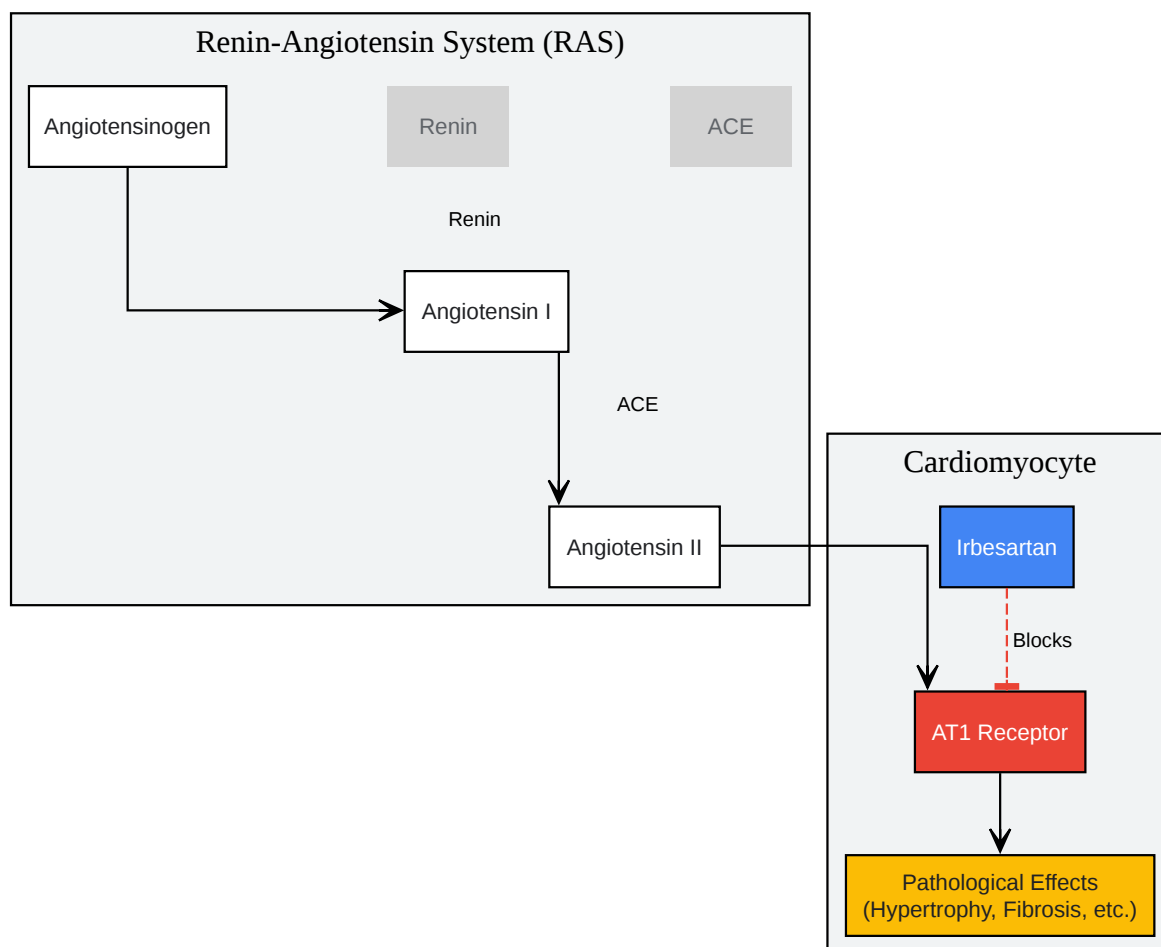 Renin-Angiotensin System (RAS)
Angiotensinogen
Renin
ACE
Renin
Angiotensin I
ACE
Angiotensin II
Cardiomyocyte
Irbesartan
Blocks
AT1 Receptor
Pathological Effects
(Hypertrophy, Fibrosis, etc.)